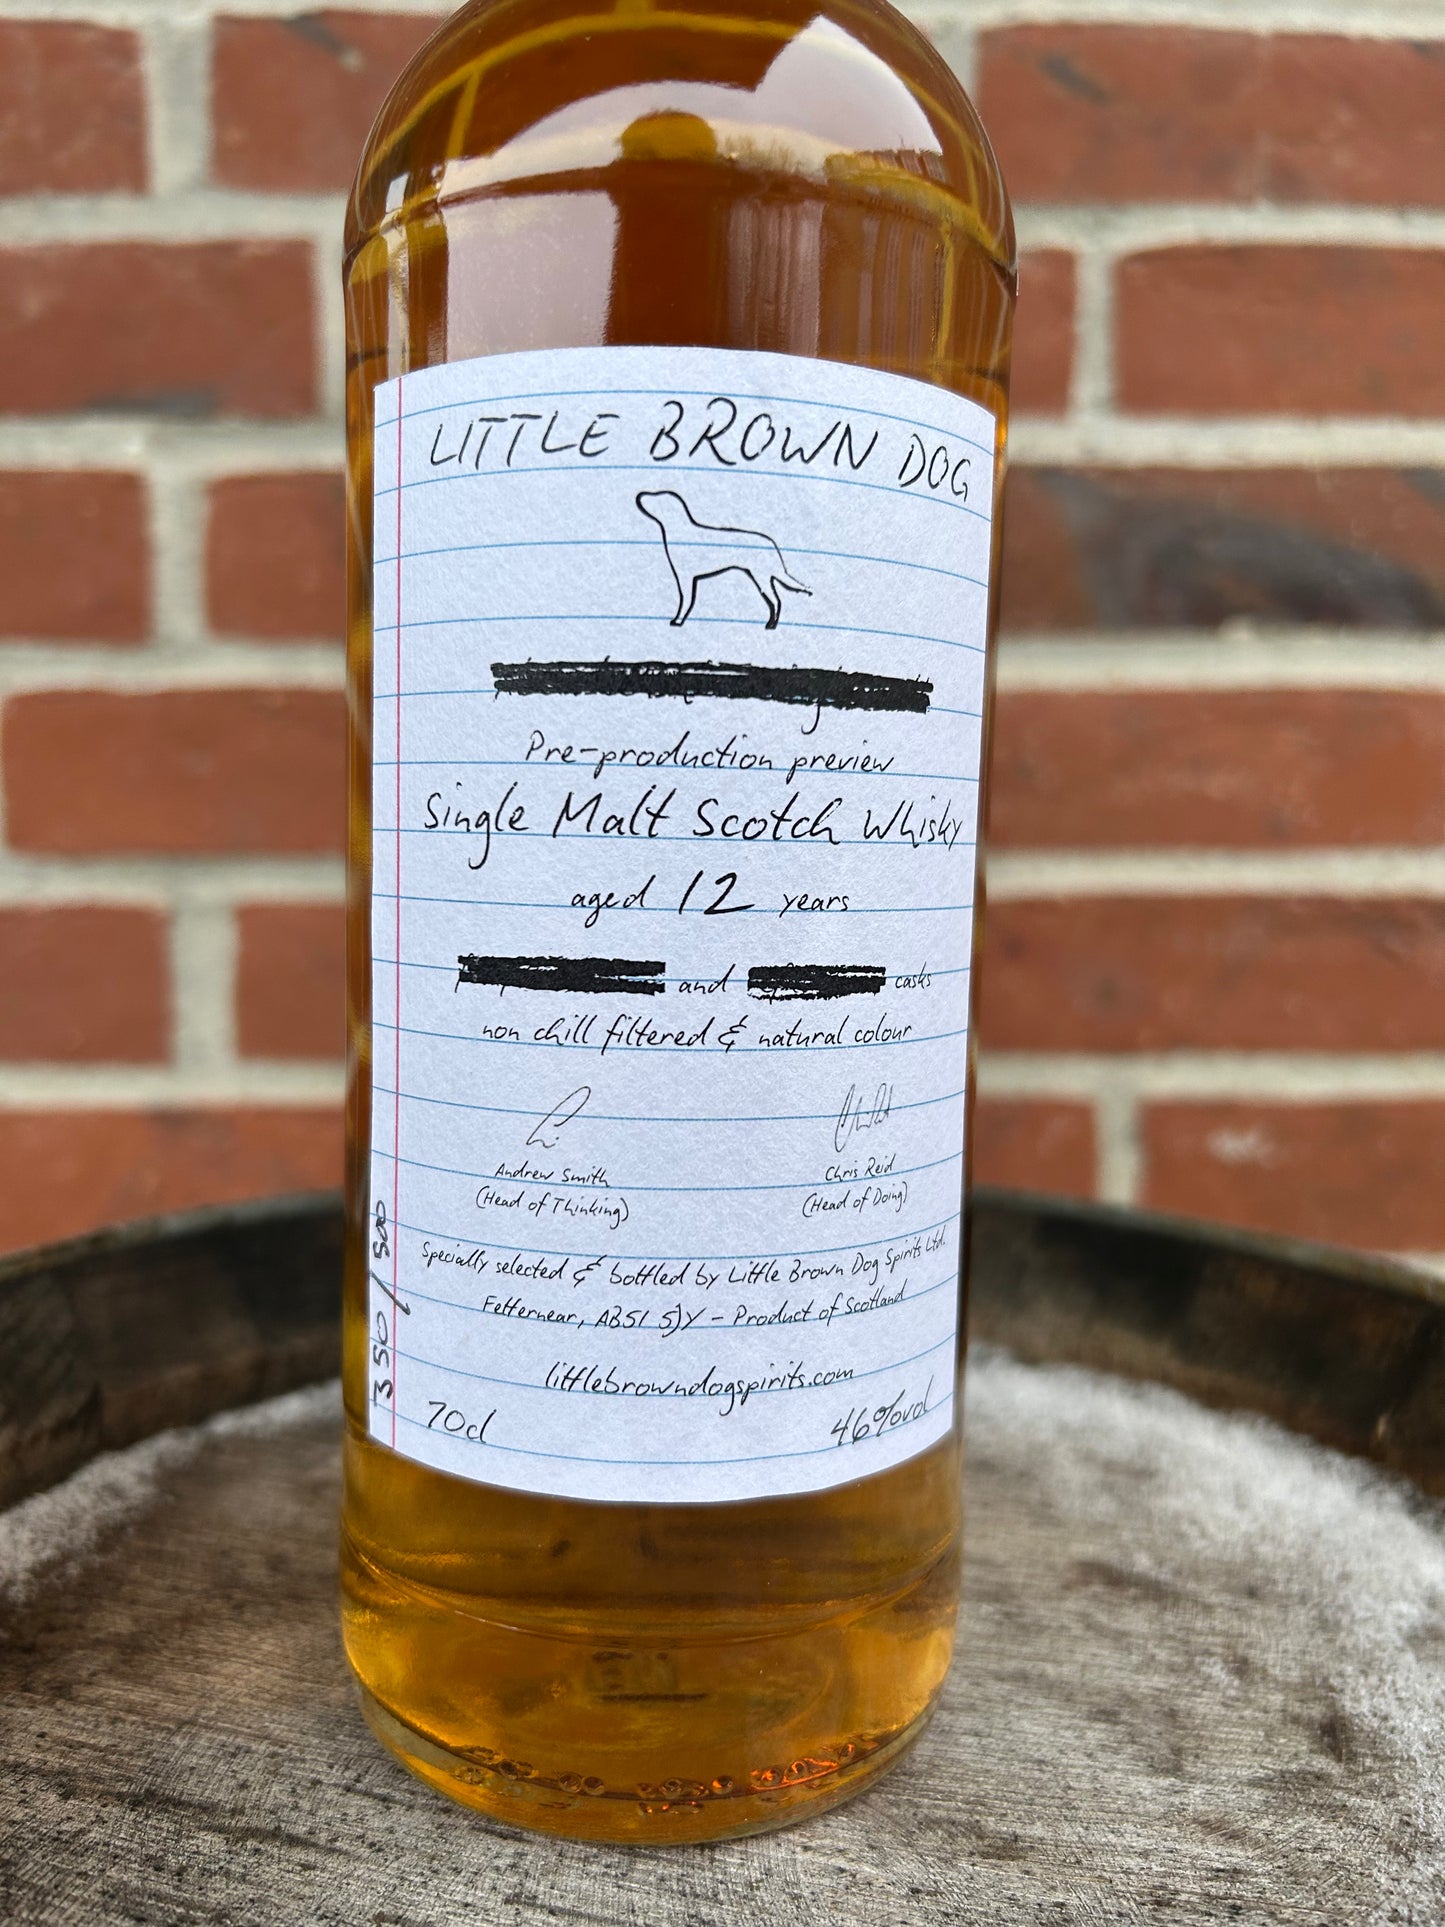 LITTLE BROWN DOG
Pre-production preview
Single Malt Scotch Whisky
aged 12 years
and casks
non chill filtered & natural colour
Andrew Smith
(Head of Thinking)
Chris Reid
(Head of Doing)
Specially selected & bottled by Little Brown Dog Spirits Ltd.
Fetternear, AB51 5JY - Product of Scotland
littlebrowndogspirits.com
70cl
46%vol
350/500